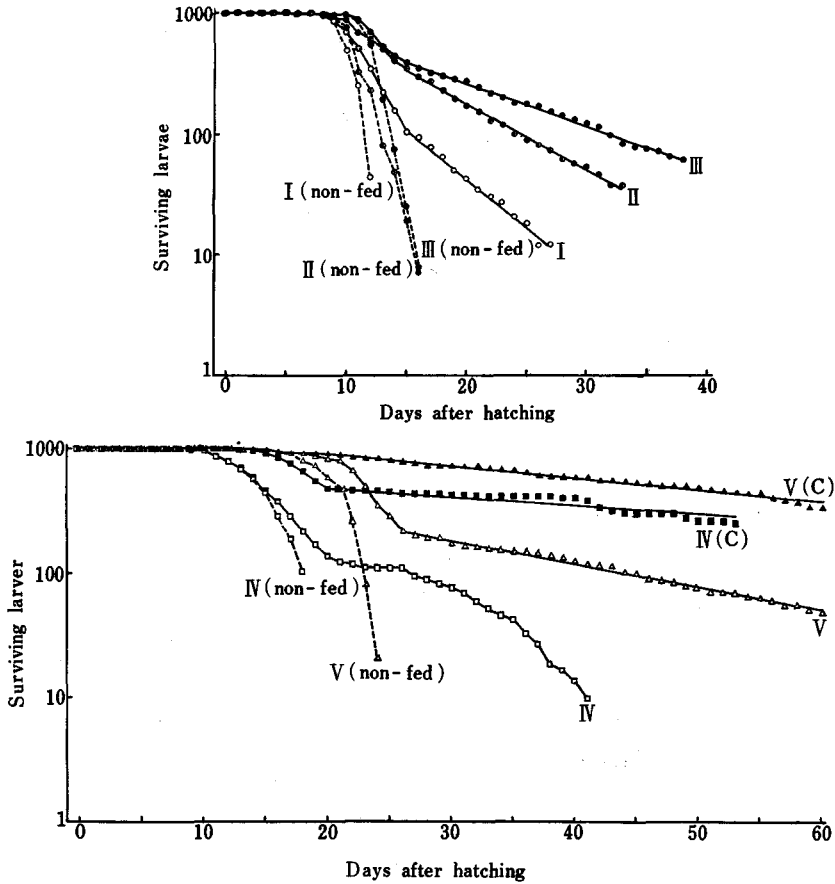 1000
100
10
1
Surviving larvae
I (non-fed)
II (non-fed)
III (non-fed)
I
II
III
0 10 20 30 40
Days after hatching
1000
100
10
1
Surviving larver
V (C)
IV (C)
IV (non-fed)
V (non-fed)
V
IV
0 10 20 30 40 50 60
Days after hatching